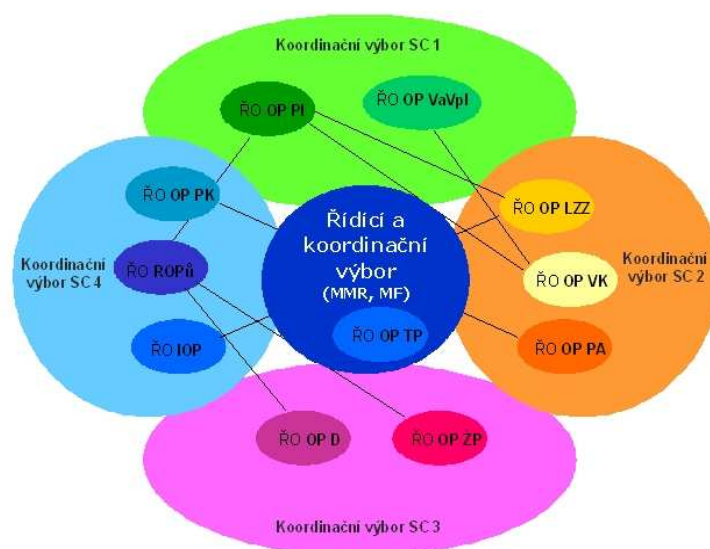 Koordinační výbor SC 1
ŘO OP PI
ŘO OP VaVpI
ŘO OP PK
ŘO OP LZZ
Řídící a
koordinační
výbor
(MMR, MF)
Koordinační
výbor SC 4
ŘO ROPů
ŘO OP VK
Koordinační
výbor SC 2
ŘO OP TP
ŘO IOP
ŘO OP PA
ŘO OP D
ŘO OP ŽP
Koordinační výbor SC 3